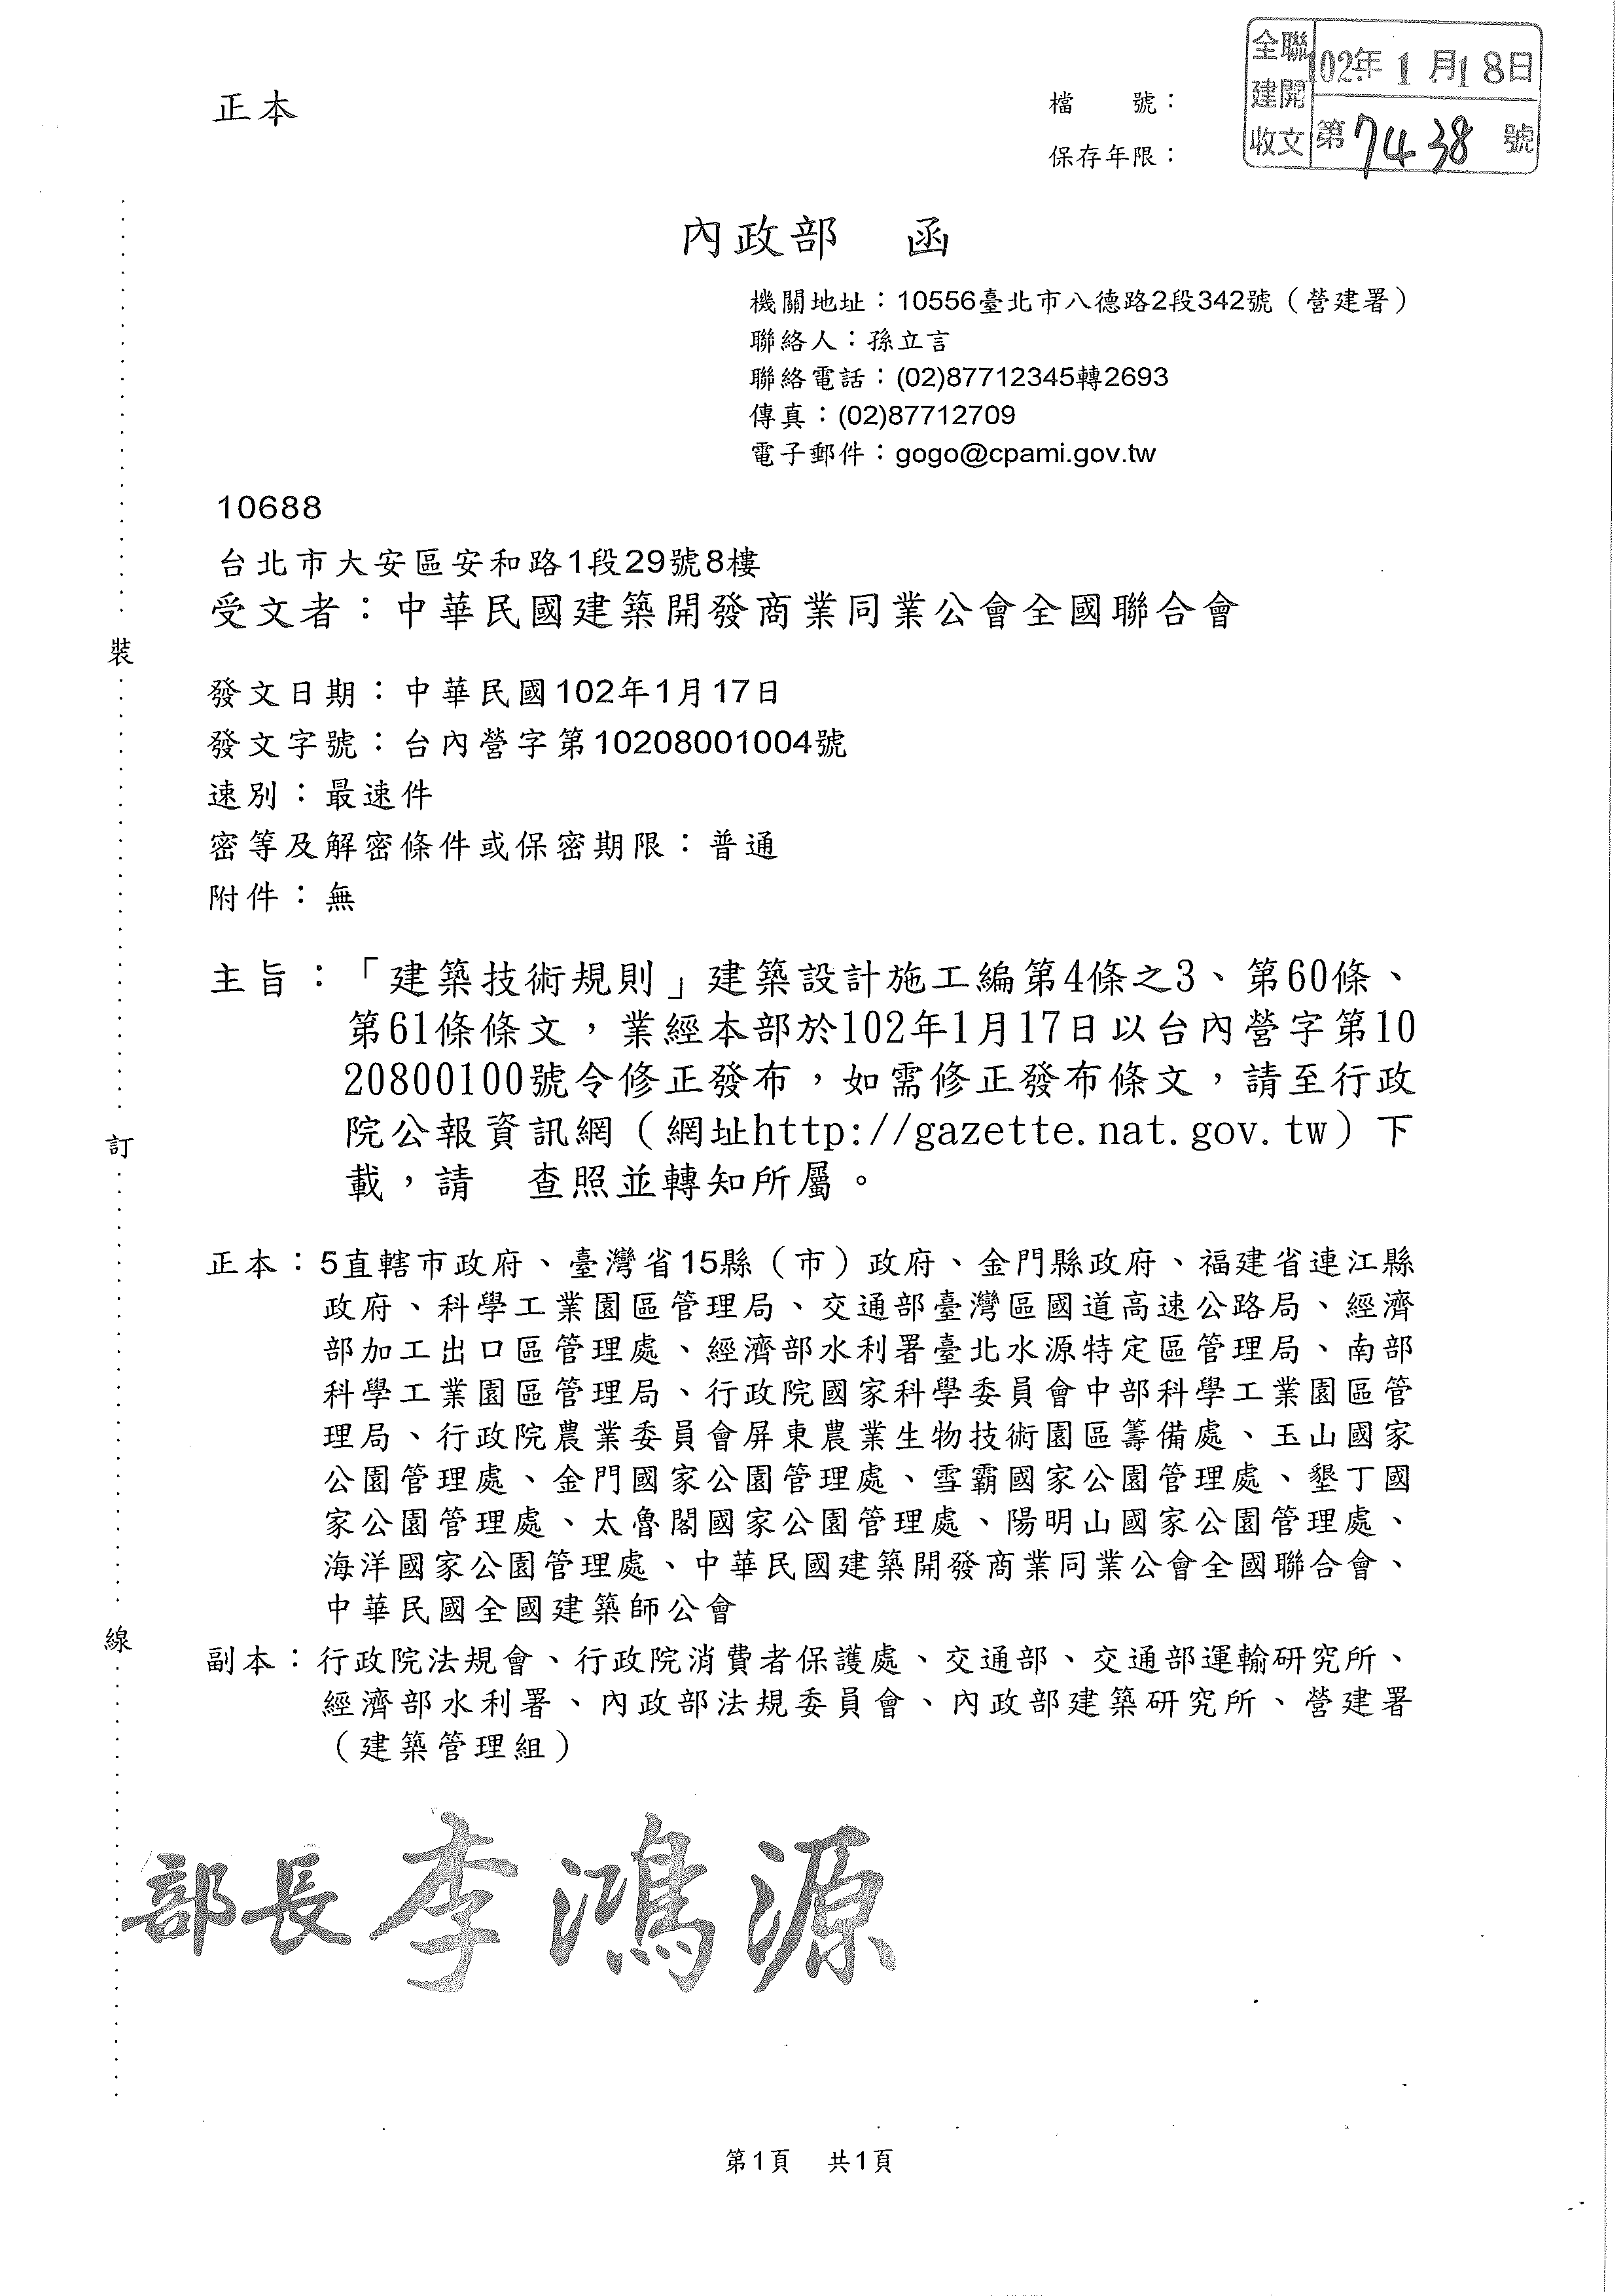 正本
檔　　號：
保存年限：
全聯建開收文
102年1月18日
第7438號
內政部　函
機關地址：10556臺北市八德路2段342號（營建署）
聯絡人：孫立言
聯絡電話：(02)87712345轉2693
傳真：(02)87712709
電子郵件：gogo@cpami.gov.tw
10688
台北市大安區安和路1段29號8樓
受文者：中華民國建築開發商業同業公會全國聯合會
發文日期：中華民國102年1月17日
發文字號：台內營字第10208001004號
速別：最速件
密等及解密條件或保密期限：普通
附件：無
主旨：「建築技術規則」建築設計施工編第4條之3、第60條、
第61條條文，業經本部於102年1月17日以台內營字第10
20800100號令修正發布，如需修正發布條文，請至行政
院公報資訊網（網址http://gazette.nat.gov.tw）下
載，請　查照並轉知所屬。
正本：5直轄市政府、臺灣省15縣（市）政府、金門縣政府、福建省連江縣
政府、科學工業園區管理局、交通部臺灣區國道高速公路局、經濟
部加工出口區管理處、經濟部水利署臺北水源特定區管理局、南部
科學工業園區管理局、行政院國家科學委員會中部科學工業園區管
理局、行政院農業委員會屏東農業生物技術園區籌備處、玉山國家
公園管理處、金門國家公園管理處、雪霸國家公園管理處、墾丁國
家公園管理處、太魯閣國家公園管理處、陽明山國家公園管理處、
海洋國家公園管理處、中華民國建築開發商業同業公會全國聯合會、
中華民國全國建築師公會
副本：行政院法規會、行政院消費者保護處、交通部、交通部運輸研究所、
經濟部水利署、內政部法規委員會、內政部建築研究所、營建署
（建築管理組）
部長李鴻源
裝
訂
線
第1頁　共1頁